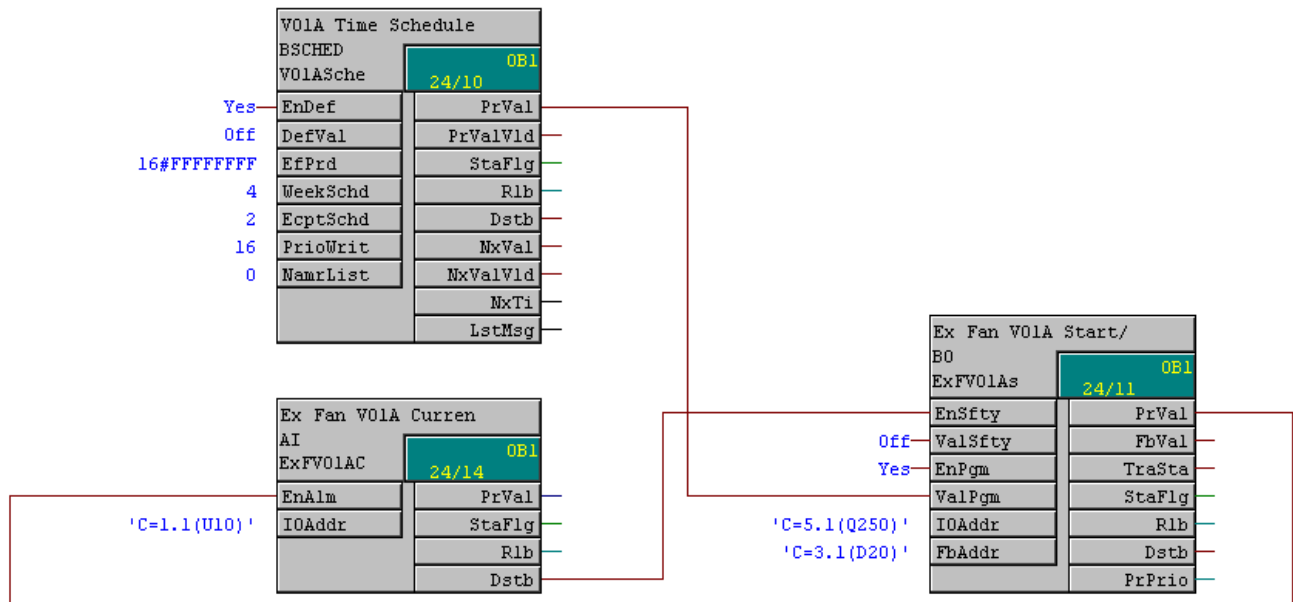 V01A Time Schedule
BSCHED
V01ASche
OB1
24/10
Yes EnDef PrVal
Off DefVal PrValVld
16#FFFFFFFF EfPrd StaFlg
4 WeekSchd Rlb
2 EcptSchd Dstb
16 PrioWrit NxVal
0 NamrList NxValVld
NxTi
LstMsg
Ex Fan V01A Curren
AI
ExFV01AC
OB1
24/14
EnAlm PrVal
'C=1.1(U10)' IOAddr StaFlg
Rlb
Dstb
Ex Fan V01A Start/
BO
ExFV01As
OB1
24/11
EnSfty PrVal
Off ValSfty FbVal
Yes EnPgm TraSta
ValPgm StaFlg
'C=5.1(Q250)' IOAddr Rlb
'C=3.1(D20)' FbAddr Dstb
PrPrio